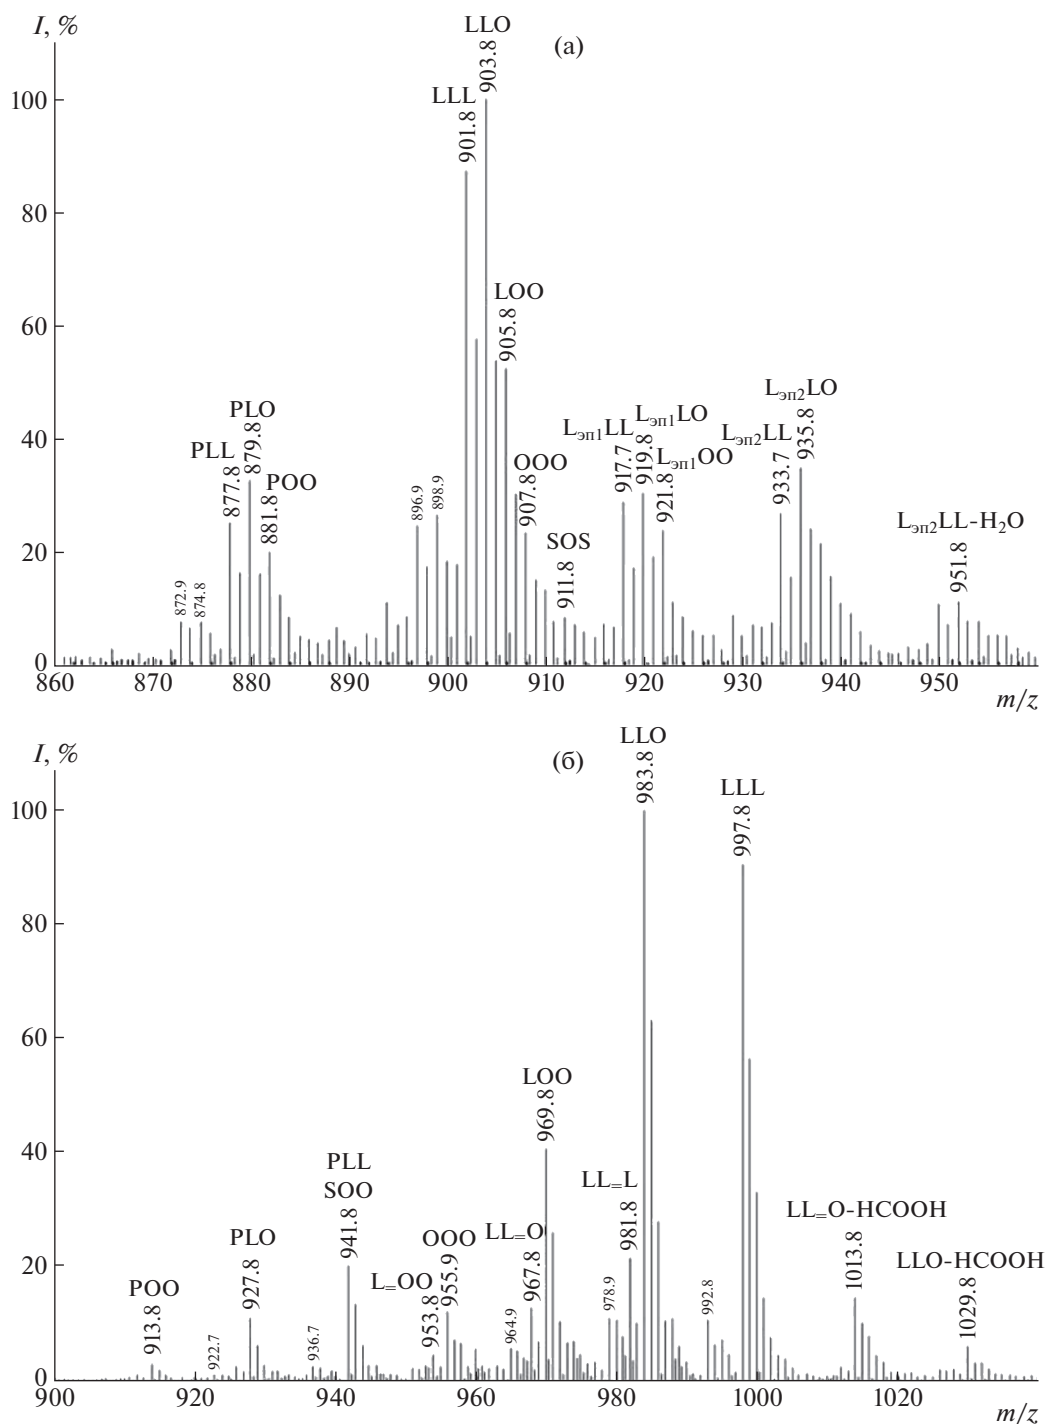 I, %
(а)
LLO
903.8
LLL
901.8
100
80
LOO
905.8
60
Lэп2LO
935.8
PLO
879.8
Lэп1LO
919.8
Lэп1LL
917.7
Lэп2LL
933.7
PLL
877.8
OOO
907.8
Lэп1OO
921.8
POO
881.8
40
896.9
898.9
SOS
911.8
Lэп2LL-H2O
951.8
20
872.9
874.8
0
860 870 880 890 900 910 920 930 940 950
m/z
I, %
(б)
LLO
983.8
LLL
997.8
100
80
60
LOO
969.8
40
PLL
SOO
941.8
LL=L
981.8
LL=O-HCOOH
1013.8
PLO
927.8
OOO
955.9
LL=O
967.8
LLO-HCOOH
1029.8
POO
913.8
L=OO
953.8
20
922.7
936.7
964.9
978.9
992.8
0
900 920 940 960 980 1000 1020
m/z